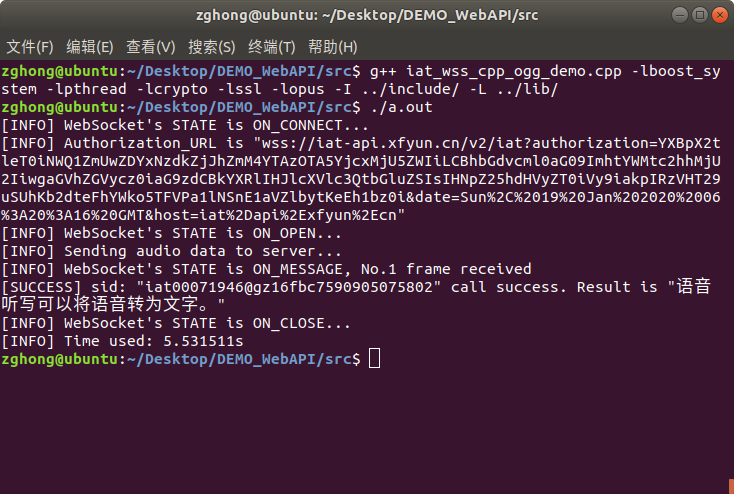 zghong@ubuntu: ~/Desktop/DEMO_WebAPI/src
文件(F) 编辑(E) 查看(V) 搜索(S) 终端(T) 帮助(H)
zghong@ubuntu:~/Desktop/DEMO_WebAPI/src$ g++ iat_wss_cpp_ogg_demo.cpp -lboost_sy
stem -lpthread -lcrypto -lssl -lopus -I ../include/ -L ../lib/
zghong@ubuntu:~/Desktop/DEMO_WebAPI/src$ ./a.out
[INFO] WebSocket's STATE is ON_CONNECT...
[INFO] Authorization_URL is "wss://iat-api.xfyun.cn/v2/iat?authorization=YXBpX2t
leT0iNWQ1ZmUwZDYxNzdkZjJhZmM4YTAzOTA5YjcxMjU5ZWIiLCBhbGdvcml0aG09ImhtYWMtc2hhMjU
2IiwgaGVhZGVycz0iaG9zdCBkYXRlIHJlcXVlc3QtbGluZSIsIHNpZ25hdHVyZT0iVy9iakpIRzVHT29
uSUhKb2dteFhYWko5TFVPa1lNSnE1aVZlbytKeEh1bz0i&date=Sun%2C%2019%20Jan%202020%2006
%3A20%3A16%20GMT&host=iat%2Dapi%2Exfyun%2Ecn"
[INFO] WebSocket's STATE is ON_OPEN...
[INFO] Sending audio data to server...
[INFO] WebSocket's STATE is ON_MESSAGE, No.1 frame received
[SUCCESS] sid: "iat00071946@gz16fbc7590905075802" call success. Result is "语音
听写可以将语音转为文字。"
[INFO] WebSocket's STATE is ON_CLOSE...
[INFO] Time used: 5.531511s
zghong@ubuntu:~/Desktop/DEMO_WebAPI/src$